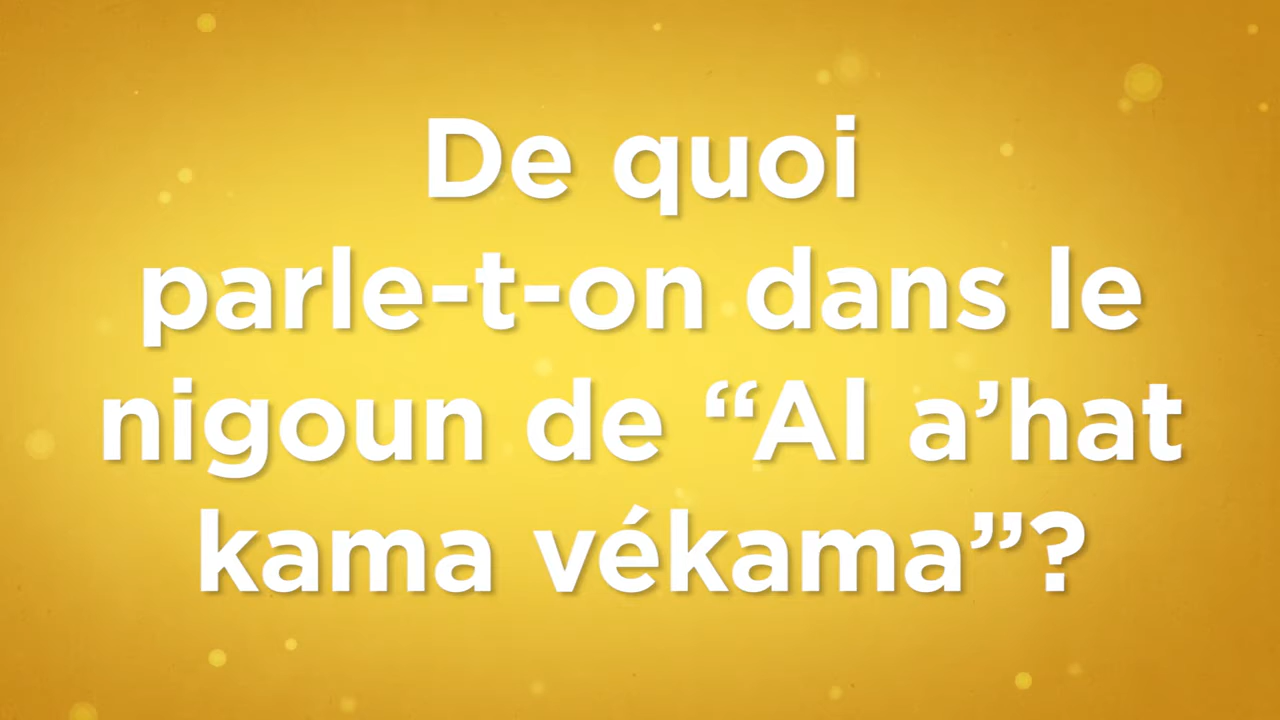 De quoi
parle-t-on dans le
nigoun de “Al a’hat
kama vékama”?